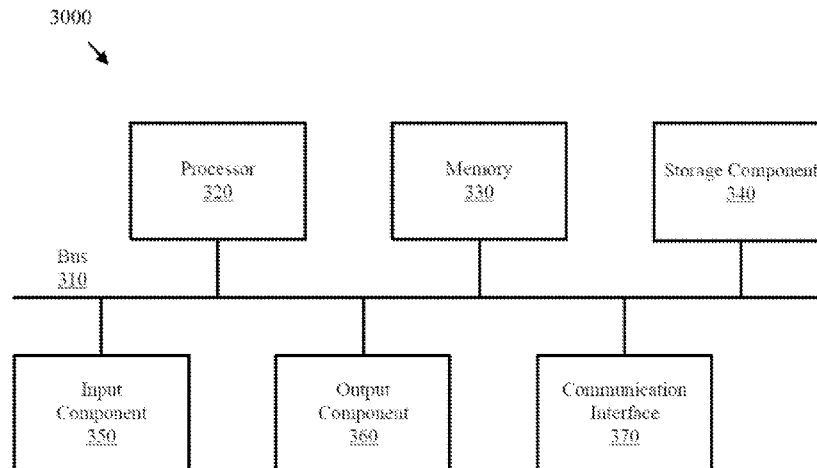 3000
Processor
320
Memory
330
Storage Component
340
Bus
310
Input
Component
350
Output
Component
360
Communication
Interface
370